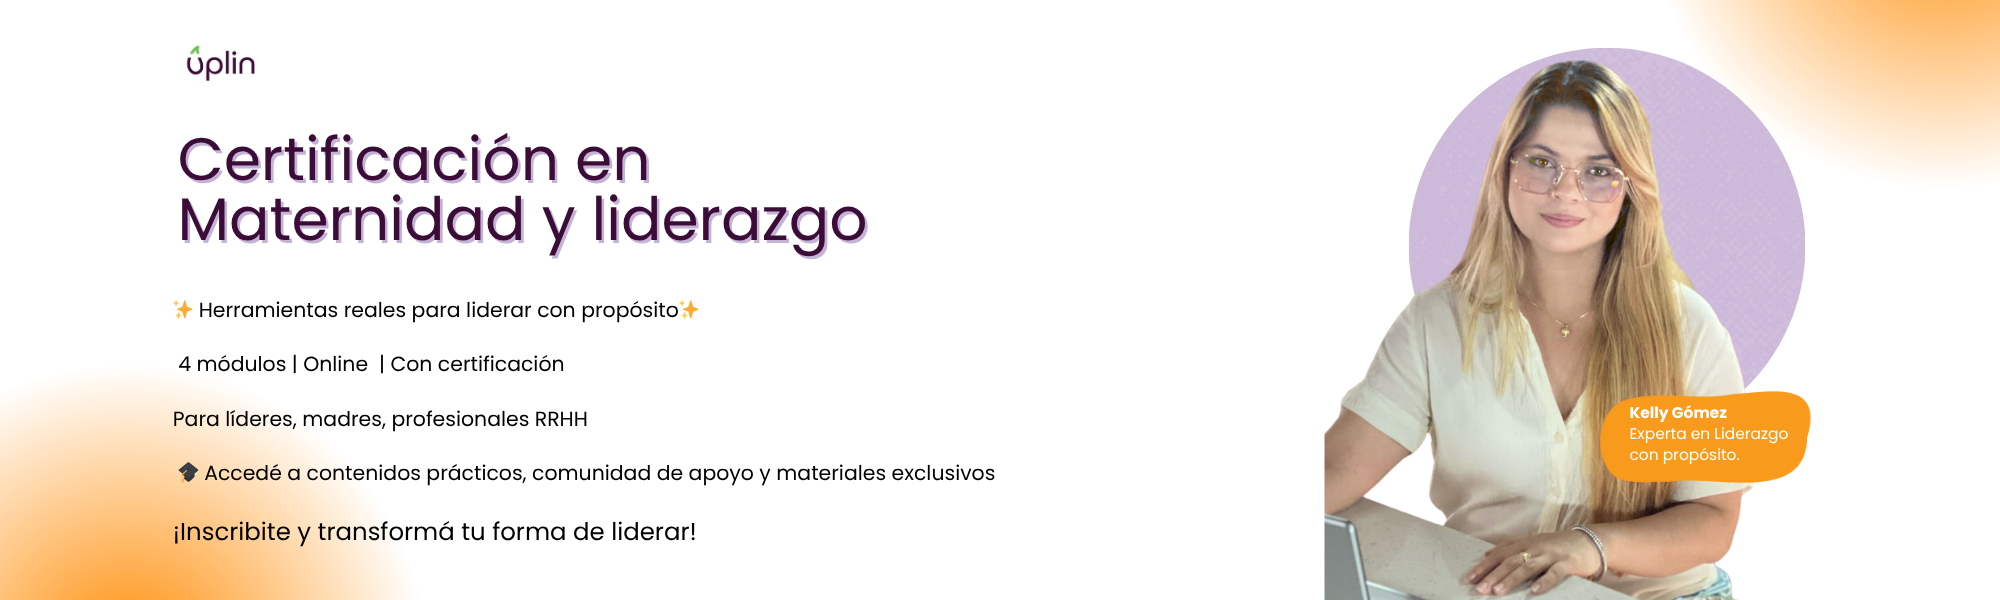 uplin
Certificación en
Maternidad y liderazgo
✨ Herramientas reales para liderar con propósito✨
4 módulos | Online | Con certificación
Para líderes, madres, profesionales RRHH
🎓 Accedé a contenidos prácticos, comunidad de apoyo y materiales exclusivos
¡Inscribite y transformá tu forma de liderar!
Kelly Gómez
Experta en Liderazgo
con propósito.